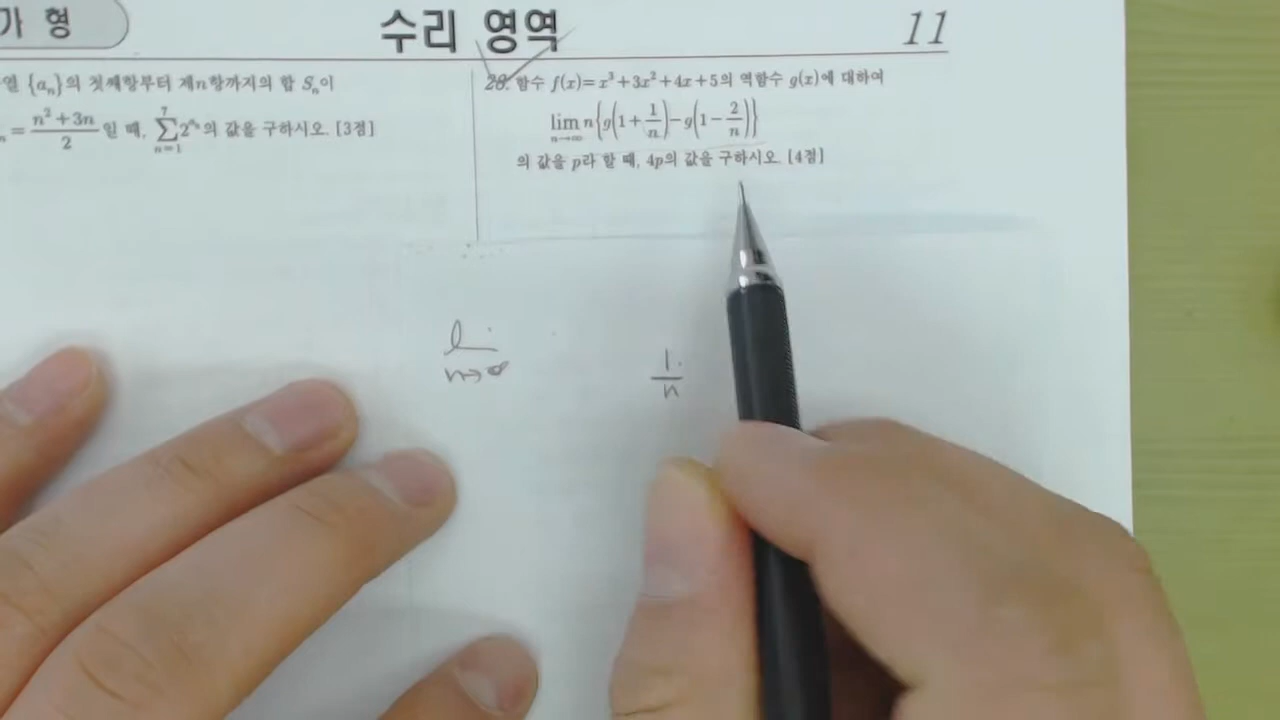 가 형
수리 영역
11
열 {aₙ}의 첫째항부터 제n항까지의 합 Sₙ이
ₙ = (n² + 3n)/2 일 때, ∑ₙ₌₁⁷ 2^(aₙ) 의 값을 구하시오. [3점]
28. 함수 f(x) = x³ + 3x² + 4x + 5의 역함수 g(x)에 대하여
lim n→∞ n{g(1 + 1/n) − g(1 − 2/n)}
의 값을 p라 할 때, 4p의 값을 구하시오. [4점]
lim n→∞ 1/n